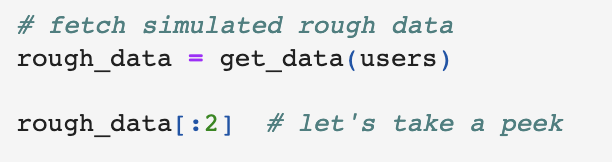 # fetch simulated rough data
rough_data = get_data(users)
rough_data[:2]  # let's take a peek